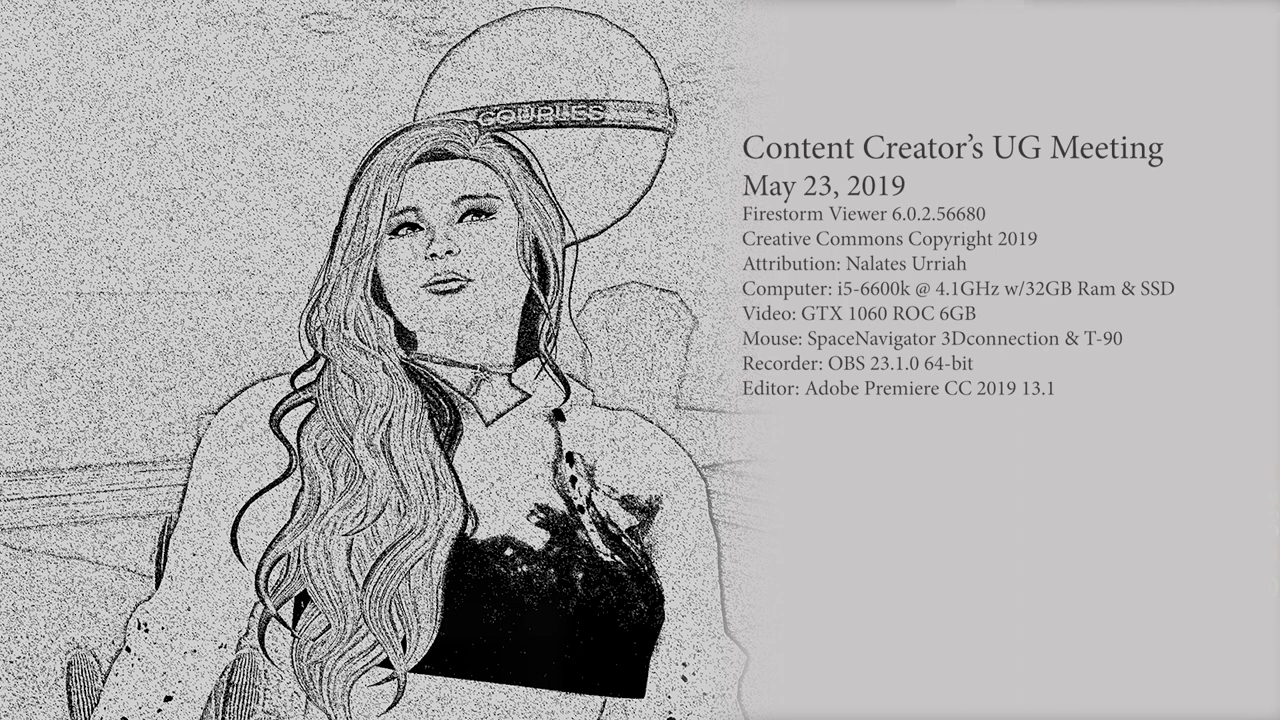 COUPLES
Content Creator’s UG Meeting
May 23, 2019
Firestorm Viewer 6.0.2.56680
Creative Commons Copyright 2019
Attribution: Nalates Urriah
Computer: i5-6600k @ 4.1GHz w/32GB Ram & SSD
Video: GTX 1060 ROC 6GB
Mouse: SpaceNavigator 3Dconnection & T-90
Recorder: OBS 23.1.0 64-bit
Editor: Adobe Premiere CC 2019 13.1